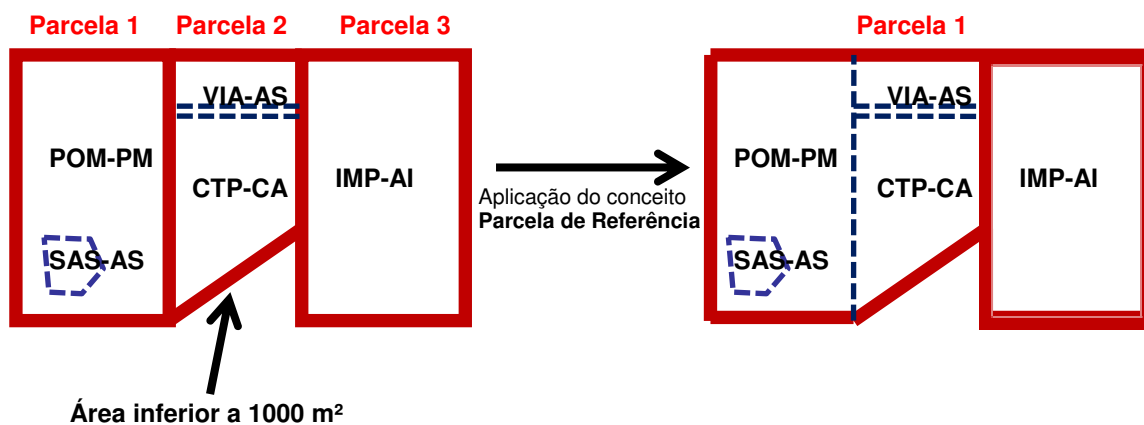 Parcela 1 Parcela 2 Parcela 3
VIA-AS
POM-PM
CTP-CA
IMP-AI
SAS-AS
Área inferior a 1000 m²
Aplicação do conceito
Parcela de Referência
Parcela 1
VIA-AS
POM-PM
CTP-CA
IMP-AI
SAS-AS